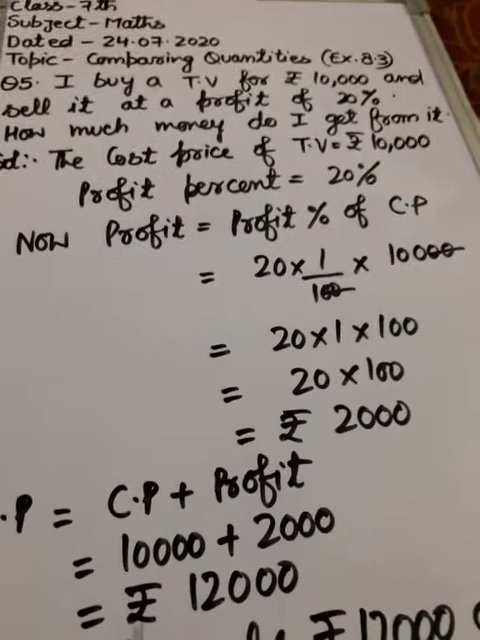 Class-7th
Subject-Maths
Dated - 24.07.2020
Topic - Comparing Quantities (Ex.8.3)
Q5. I buy a T.V for ₹ 10,000 and
sell it at a profit of 20%.
How much money do I get from it.
Sol:. The Cost price of T.V = ₹ 10,000
Profit percent = 20%
Now Profit = Profit % of C.P
= 20 × 1/100 × 10000
= 20×1×100
= 20×100
= ₹ 2000
.P = C.P + Profit
= 10000 + 2000
= ₹ 12000
₹ 12000